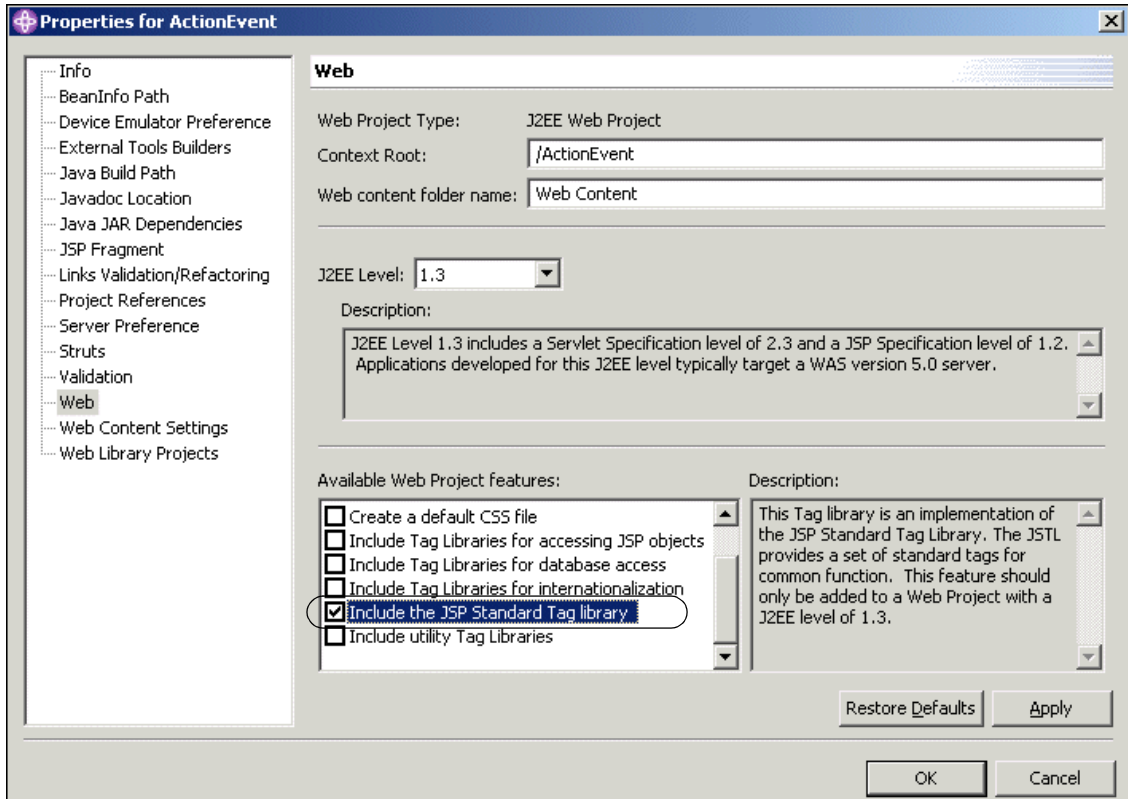 Properties for ActionEvent
Info
BeanInfo Path
Device Emulator Preference
External Tools Builders
Java Build Path
Javadoc Location
Java JAR Dependencies
JSP Fragment
Links Validation/Refactoring
Project References
Server Preference
Struts
Validation
Web
Web Content Settings
Web Library Projects
Web
Web Project Type: J2EE Web Project
Context Root: /ActionEvent
Web content folder name: Web Content
J2EE Level: 1.3
Description:
J2EE Level 1.3 includes a Servlet Specification level of 2.3 and a JSP Specification level of 1.2.
Applications developed for this J2EE level typically target a WAS version 5.0 server.
Available Web Project features:
Create a default CSS file
Include Tag Libraries for accessing JSP objects
Include Tag Libraries for database access
Include Tag Libraries for internationalization
Include the JSP Standard Tag library
Include utility Tag Libraries
Description:
This Tag library is an implementation of
the JSP Standard Tag Library. The JSTL
provides a set of standard tags for
common function. This feature should
only be added to a Web Project with a
J2EE level of 1.3.
Restore Defaults
Apply
OK
Cancel